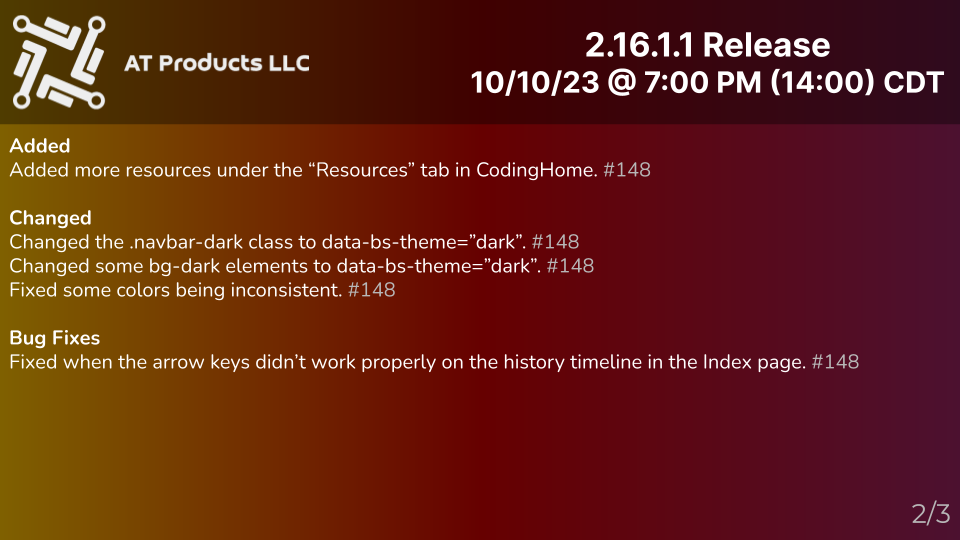 AT Products LLC
2.16.1.1 Release
10/10/23 @ 7:00 PM (14:00) CDT
Added
Added more resources under the “Resources” tab in CodingHome. #148
Changed
Changed the .navbar-dark class to data-bs-theme=”dark”. #148
Changed some bg-dark elements to data-bs-theme=”dark”. #148
Fixed some colors being inconsistent. #148
Bug Fixes
Fixed when the arrow keys didn’t work properly on the history timeline in the Index page. #148
2/3